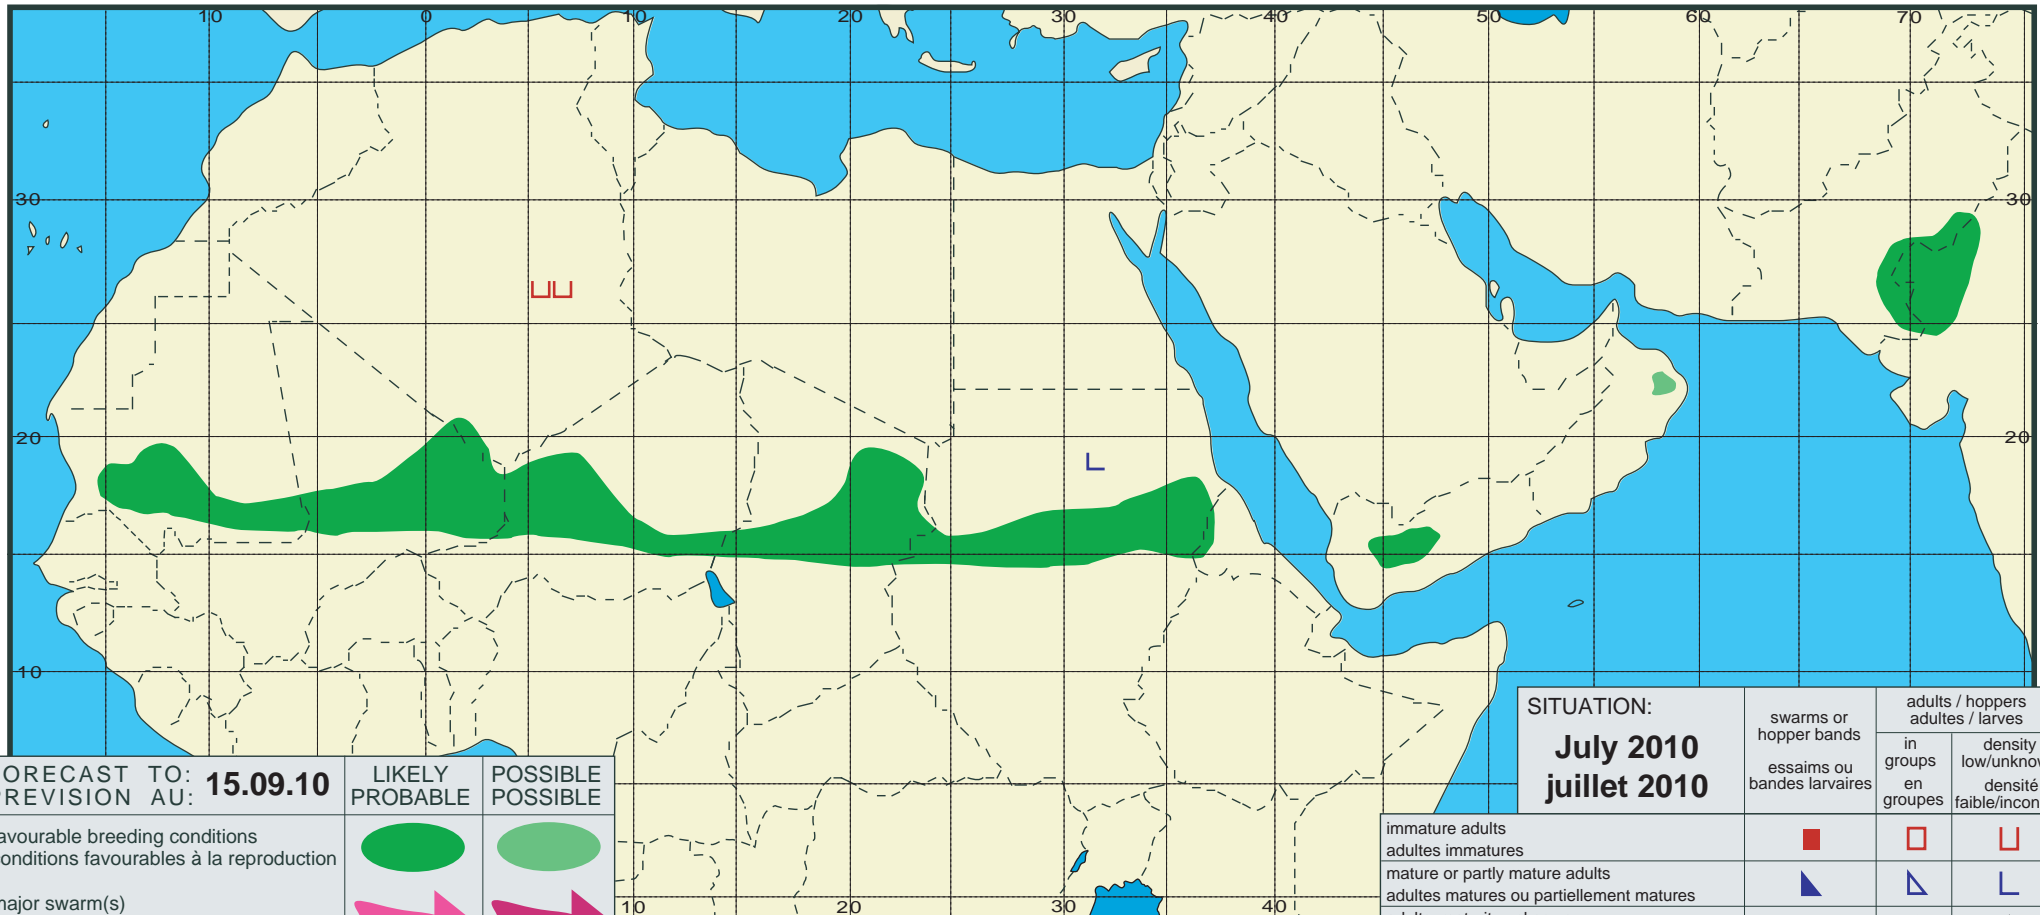 10 0 10 20 30 40 50 60 70
30 30
20 20
10
SITUATION:
July 2010
juillet 2010
swarms or
hopper bands
essaims ou
bandes larvaires
adults / hoppers
adultes / larves
in
groups
en
groupes
density
low/unknow
densité
faible/incon
immature adults
adultes immatures
mature or partly mature adults
adultes matures ou partiellement matures
ORECAST TO:
PREVISION AU:
15.09.10
LIKELY
PROBABLE
POSSIBLE
POSSIBLE
avourable breeding conditions
onditions favourables à la reproduction
major swarm(s)
10 20 30 40